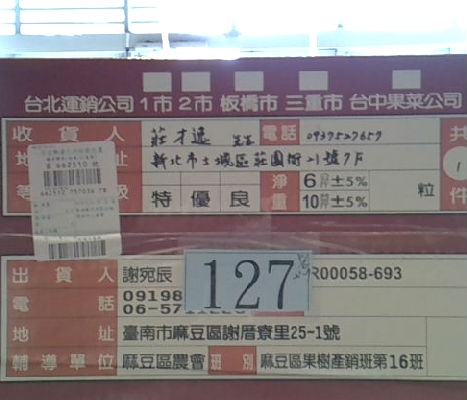 台北運銷公司 1市 2市 板橋市 三重市 台中果菜公司
收貨人 莊才逸 先生 電話 0937527657 共
新北市土城區莊園街21號7F 1
等級 特 優 良 淨重 6斤±5% 10斤±5% 粒 件
出貨人 謝宛辰 127 R00058-693
電話 09198
06-57
地址 臺南市麻豆區謝厝寮里25-1號
輔導單位 麻豆區農會 班別 麻豆區果樹產銷班第16班